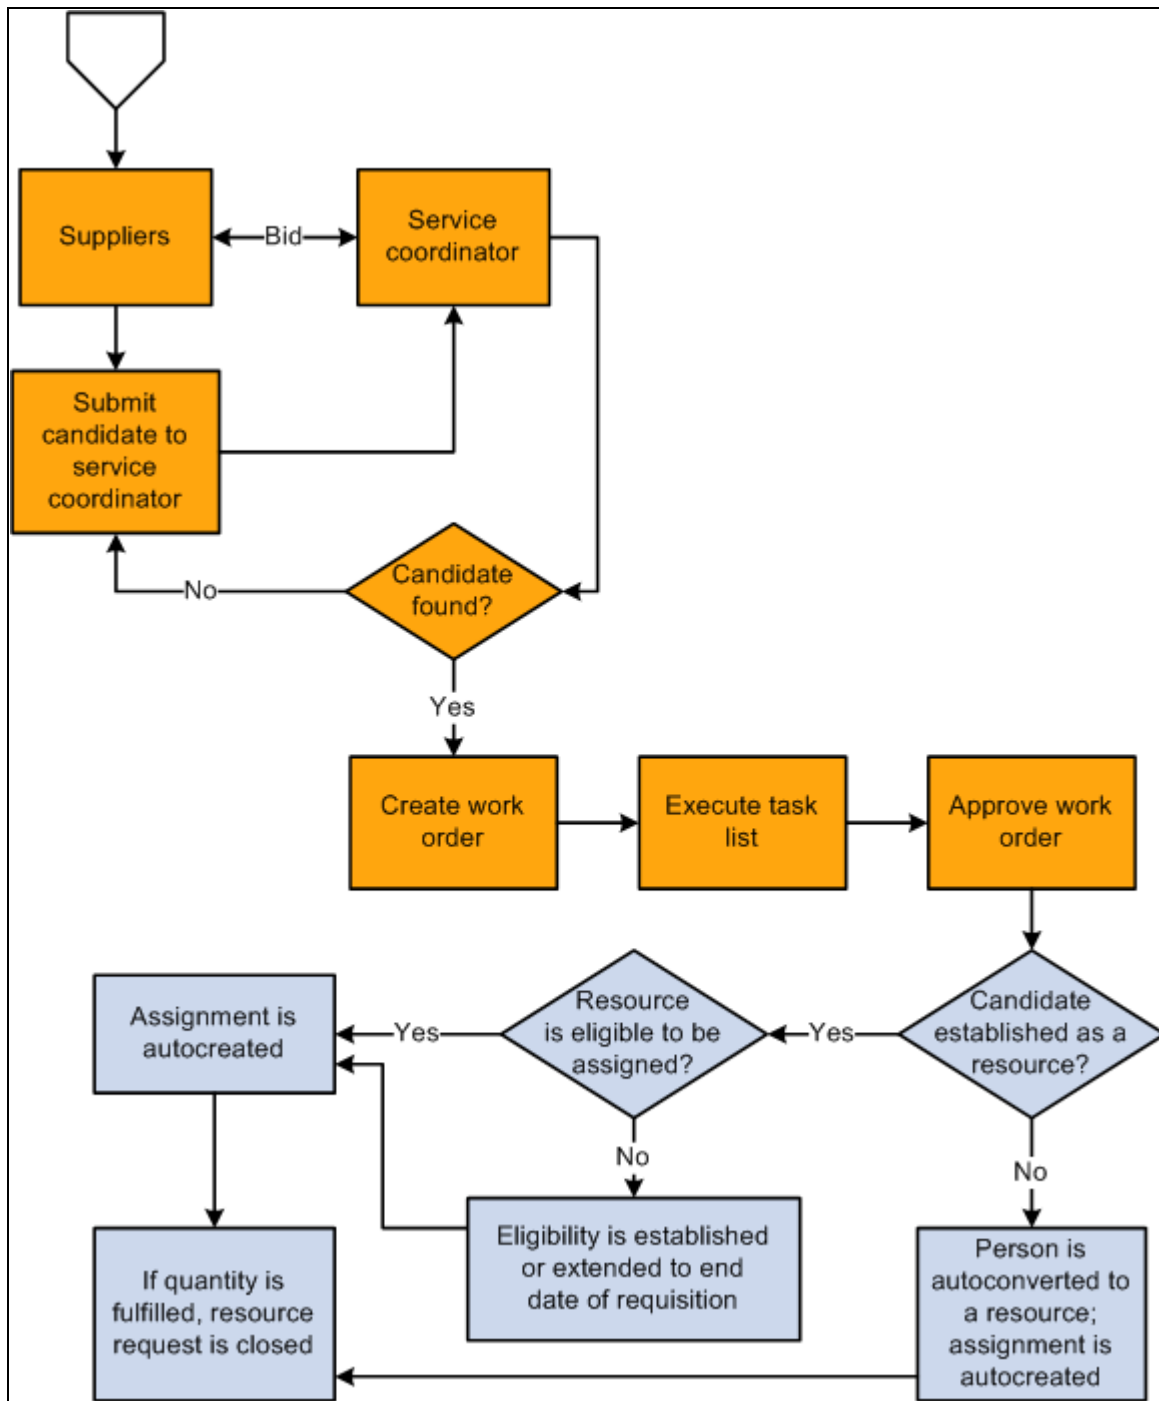 Suppliers
Bid
Service
coordinator
Submit
candidate to
service
coordinator
Candidate
found?
No
Yes
Create work
order
Execute task
list
Approve work
order
Candidate
established as a
resource?
Yes
Resource
is eligible to be
assigned?
Yes
Assignment is
autocreated
No
No
Eligibility is established
or extended to end
date of requisition
Person is
autoconverted to
a resource;
assignment is
autocreated
If quantity is
fulfilled, resource
request is closed